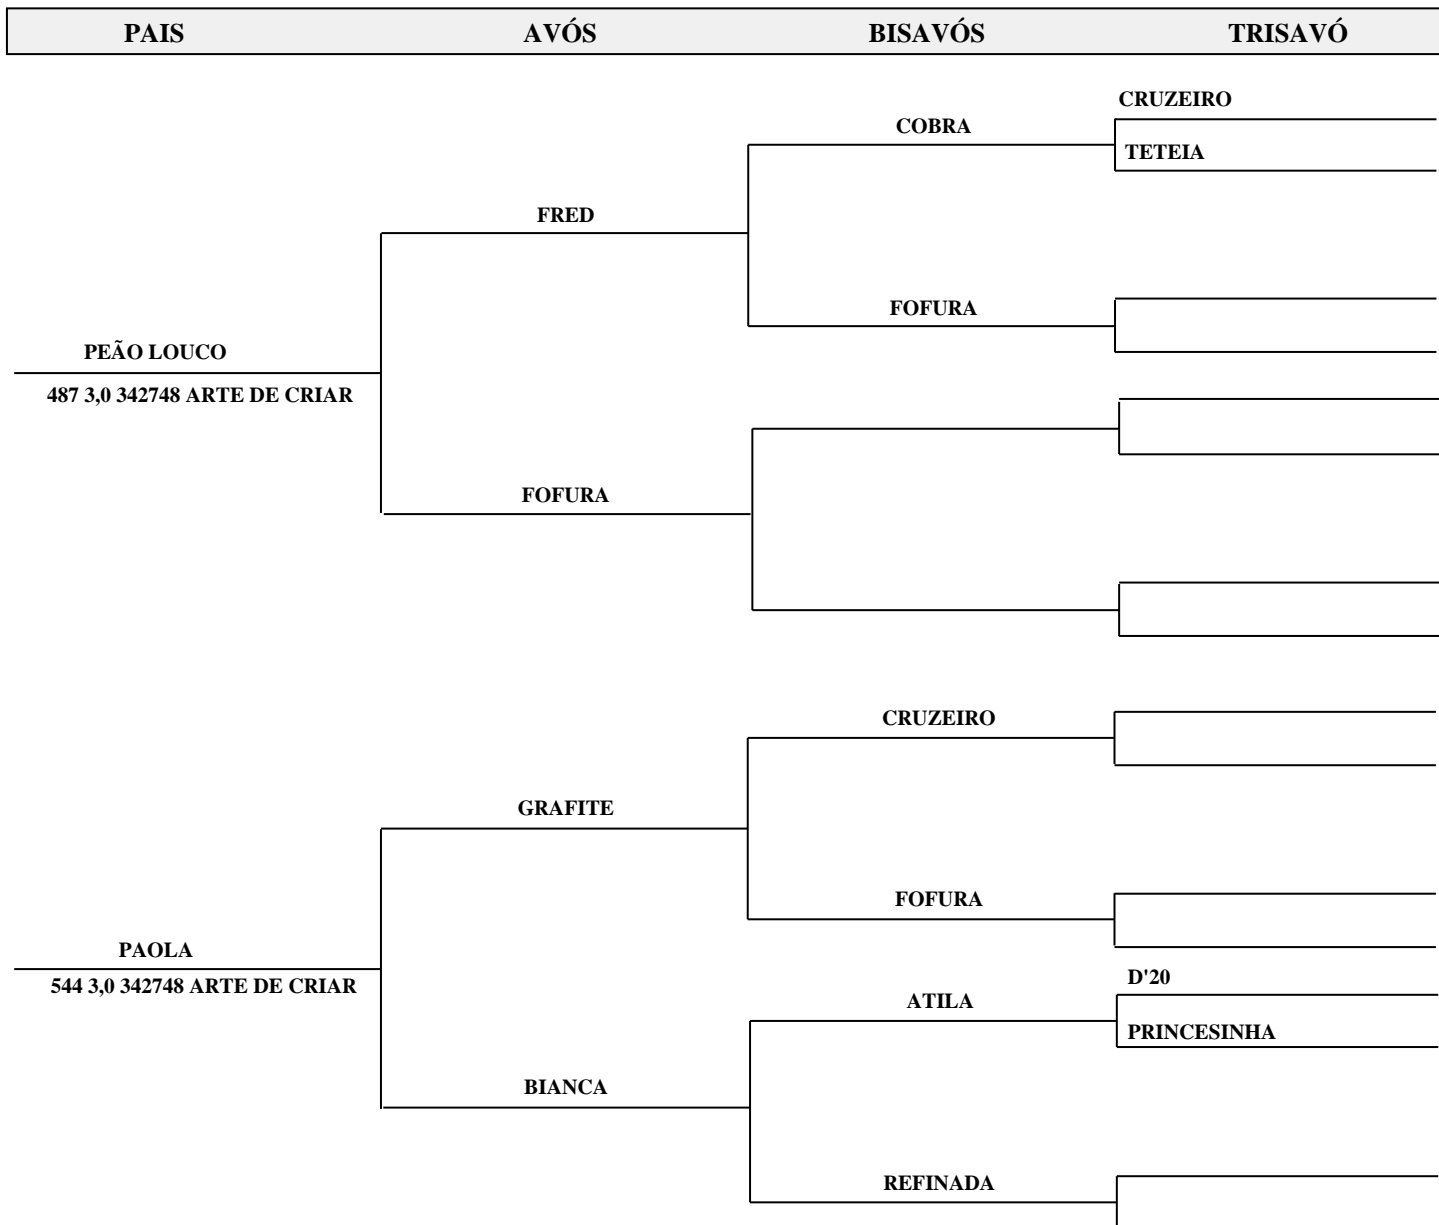 PAIS AVÓS BISAVÓS TRISAVÓ
CRUZEIRO
COBRA
TETEIA
FRED
FOFURA
PEÃO LOUCO
487 3,0 342748 ARTE DE CRIAR
FOFURA
CRUZEIRO
GRAFITE
FOFURA
PAOLA
544 3,0 342748 ARTE DE CRIAR
D'20
ATILA
PRINCESINHA
BIANCA
REFINADA